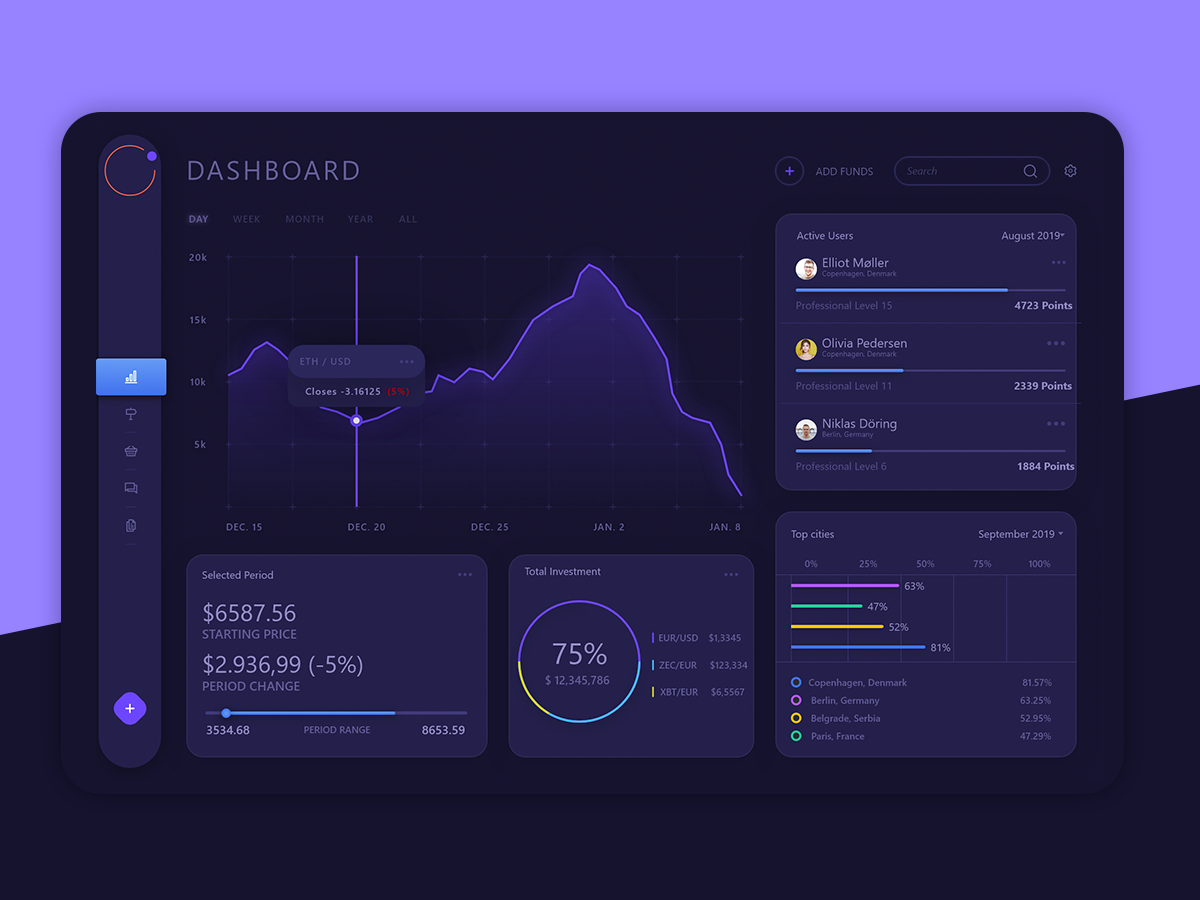 DASHBOARD
+ ADD FUNDS
Search
DAY WEEK MONTH YEAR ALL
20k
15k
10k
5k
ETH / USD
Closes -3.16125 (5%)
DEC. 15 DEC. 20 DEC. 25 JAN. 2 JAN. 8
Active Users August 2019
Elliot Møller
Copenhagen, Denmark
Professional Level 15 4723 Points
Olivia Pedersen
Copenhagen, Denmark
Professional Level 11 2339 Points
Niklas Döring
Berlin, Germany
Professional Level 6 1884 Points
Selected Period
$6587.56
STARTING PRICE
$2.936,99 (-5%)
PERIOD CHANGE
3534.68 PERIOD RANGE 8653.59
Total Investment
75%
$ 12,345,786
EUR/USD $1,3345
ZEC/EUR $123,334
XBT/EUR $6,5567
Top cities September 2019
0% 25% 50% 75% 100%
63%
47%
52%
81%
Copenhagen, Denmark 81.57%
Berlin, Germany 63.25%
Belgrade, Serbia 52.95%
Paris, France 47.29%
+